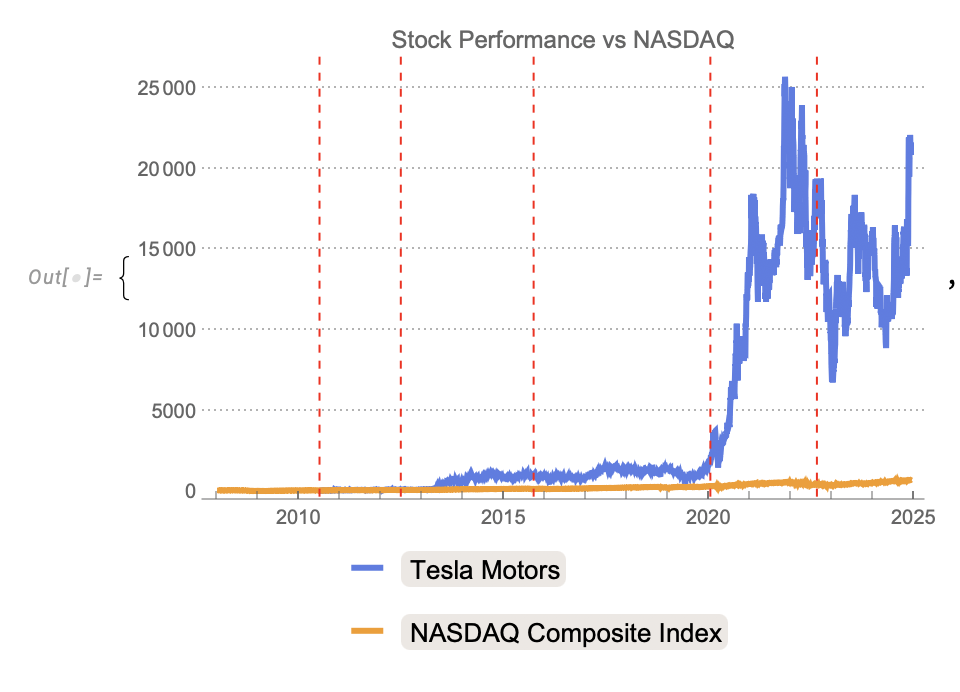 Stock Performance vs NASDAQ
25 000
20 000
15 000
Out[•]= {
,
10 000
5000
0
2010 2015 2020 2025
Tesla Motors
NASDAQ Composite Index